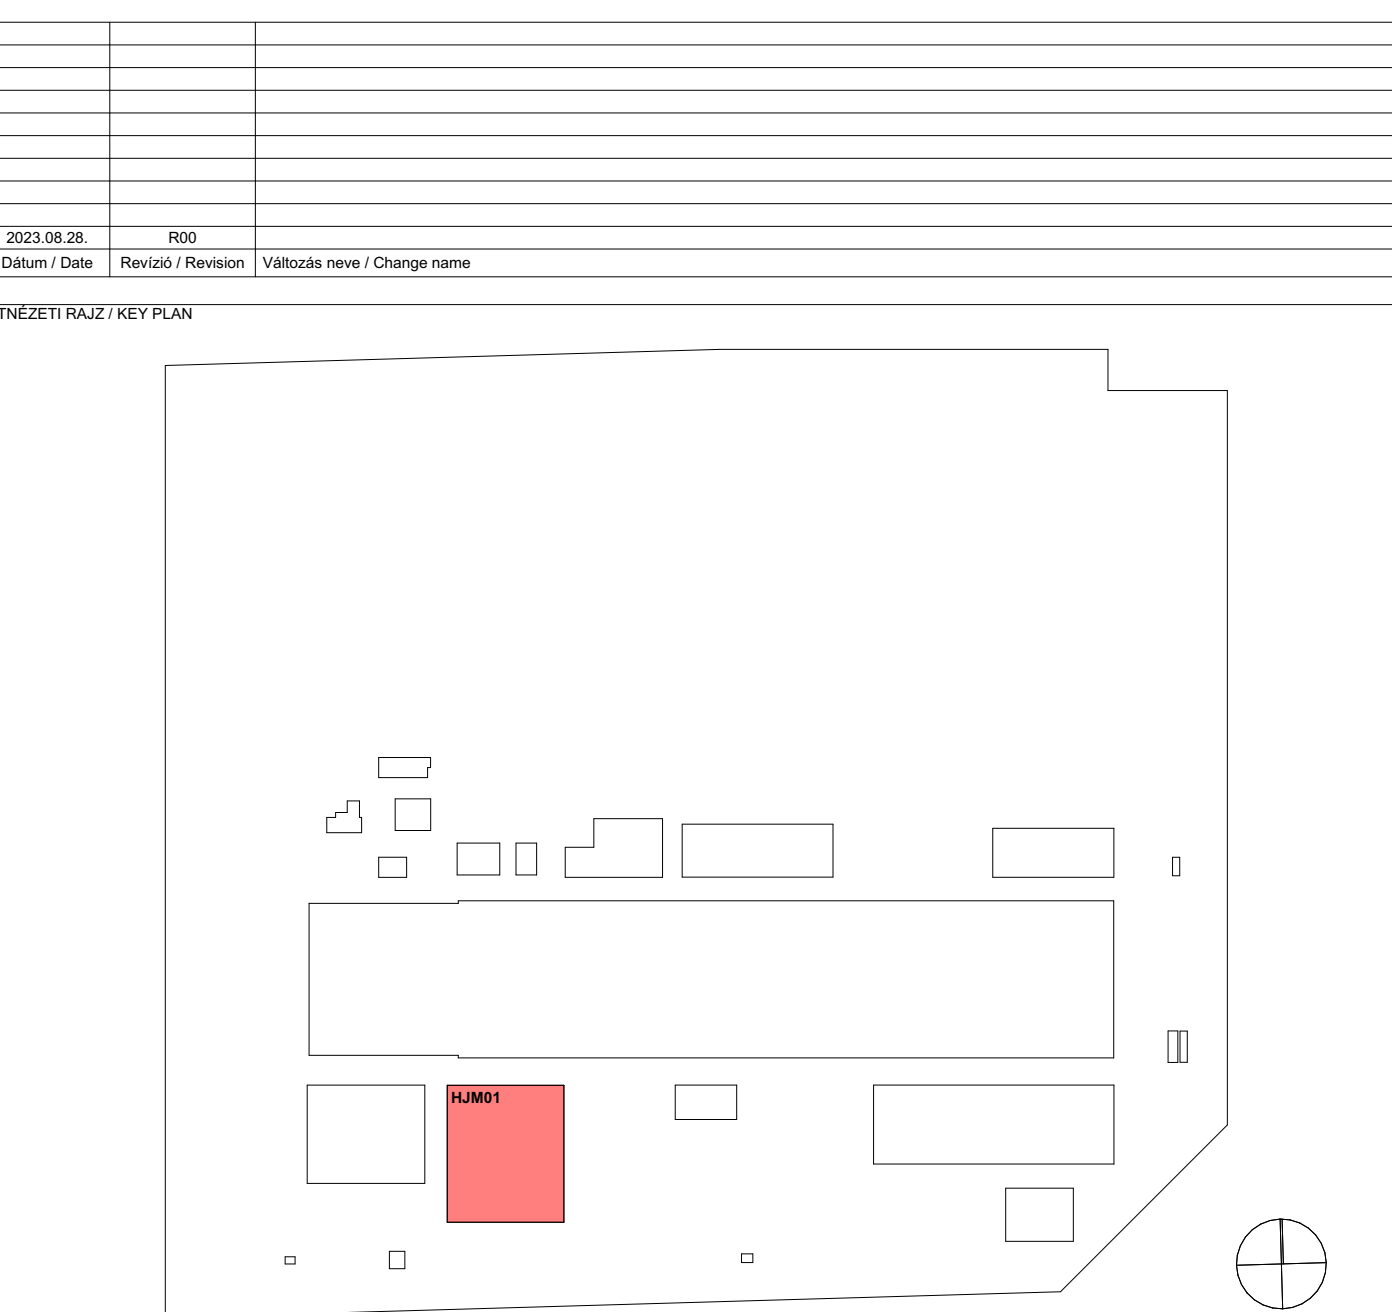 2023.08.28. R00
Dátum / Date Revízió / Revision Változás neve / Change name
TNÉZETI RAJZ / KEY PLAN
HJM01